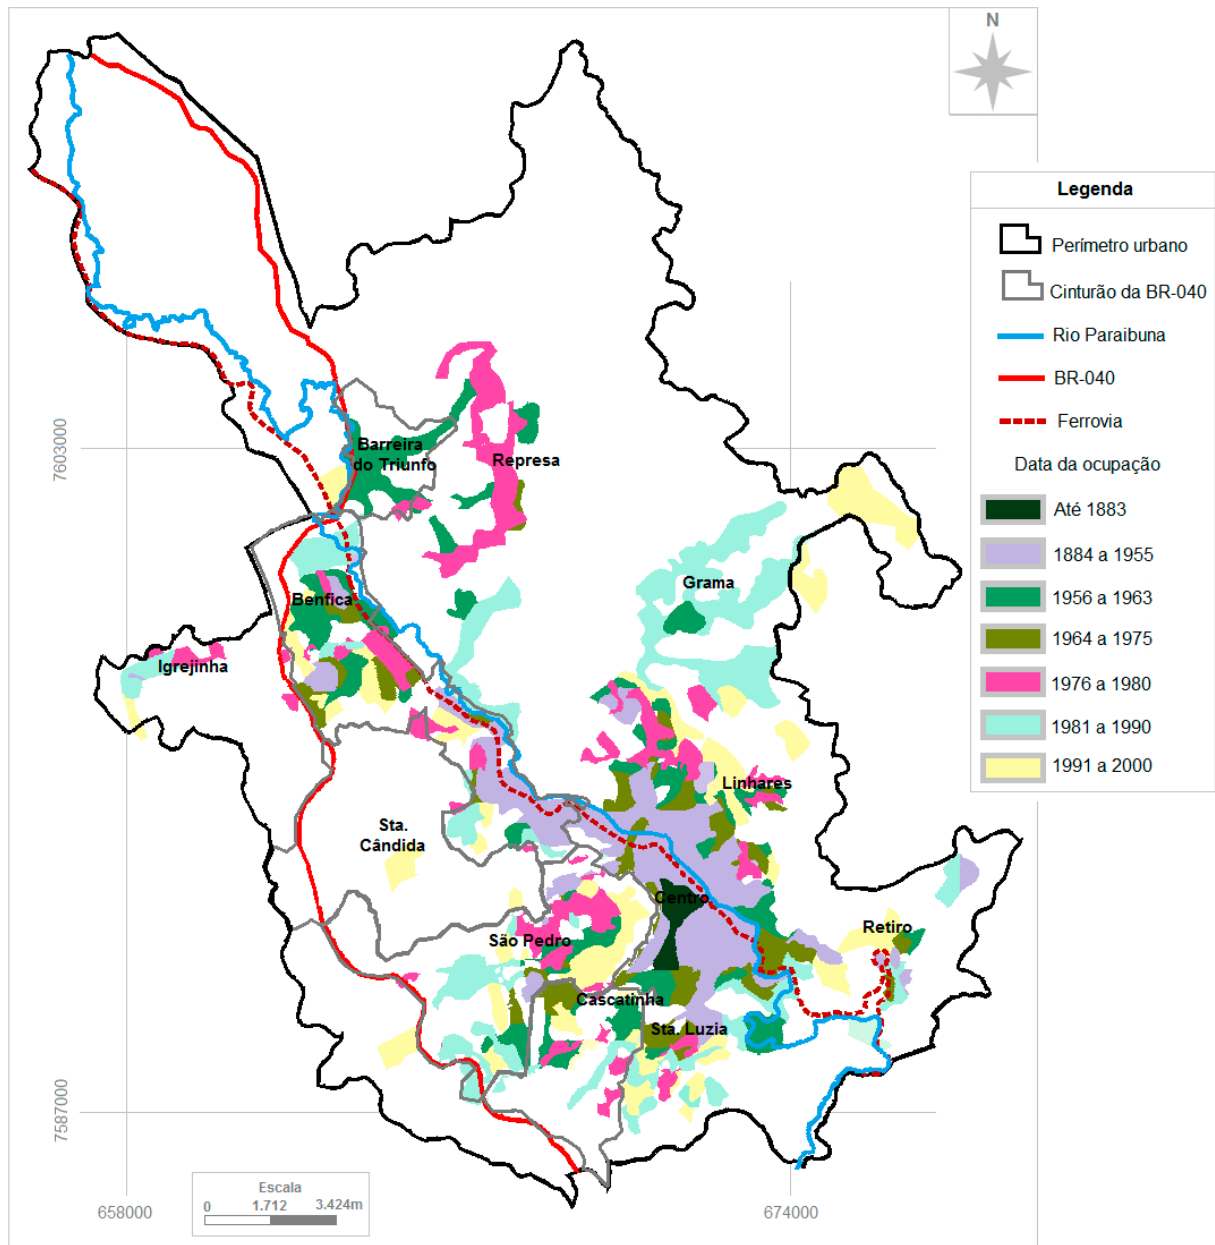 N
Legenda
Perímetro urbano
Cinturão da BR-040
Rio Paraibuna
BR-040
Ferrovia
Data da ocupação
Até 1883
1884 a 1955
1956 a 1963
1964 a 1975
1976 a 1980
1981 a 1990
1991 a 2000
7603000
Barreira
do Triunfo
Represa
Grama
Benfica
Igrejinha
Linhares
Sta.
Cândida
Centro
São Pedro
Retiro
Cascatinha
Sta. Luzia
7587000
Escala
0 1.712 3.424m
658000
674000